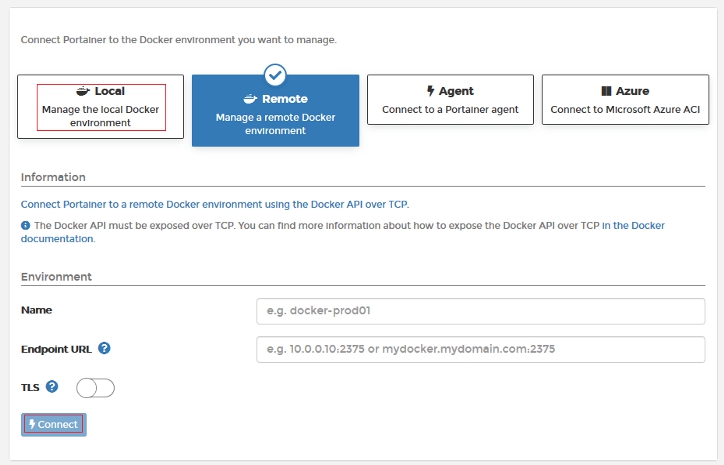 Connect Portainer to the Docker environment you want to manage.
Local
Manage the local Docker
environment
Remote
Manage a remote Docker
environment
Agent
Connect to a Portainer agent
Azure
Connect to Microsoft Azure ACI
Information
Connect Portainer to a remote Docker environment using the Docker API over TCP.
The Docker API must be exposed over TCP. You can find more information about how to expose the Docker API over TCP in the Docker
documentation.
Environment
Name
e.g. docker-prod01
Endpoint URL
e.g. 10.0.0.10:2375 or mydocker.mydomain.com:2375
TLS
Connect